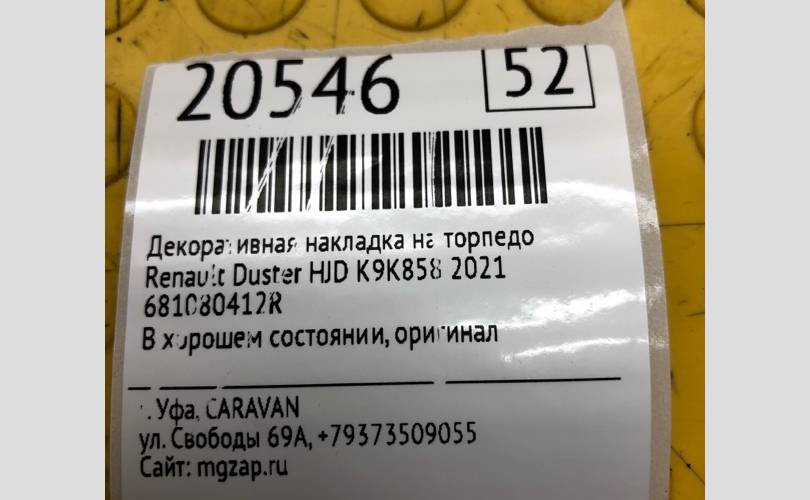 20546
52
Декоративная накладка на торпедо
Renault Duster HJD K9K858 2021
681080412R
В хорошем состоянии, оригинал
г. Уфа, CARAVAN
ул. Свободы 69А, +79373509055
Сайт: mgzap.ru